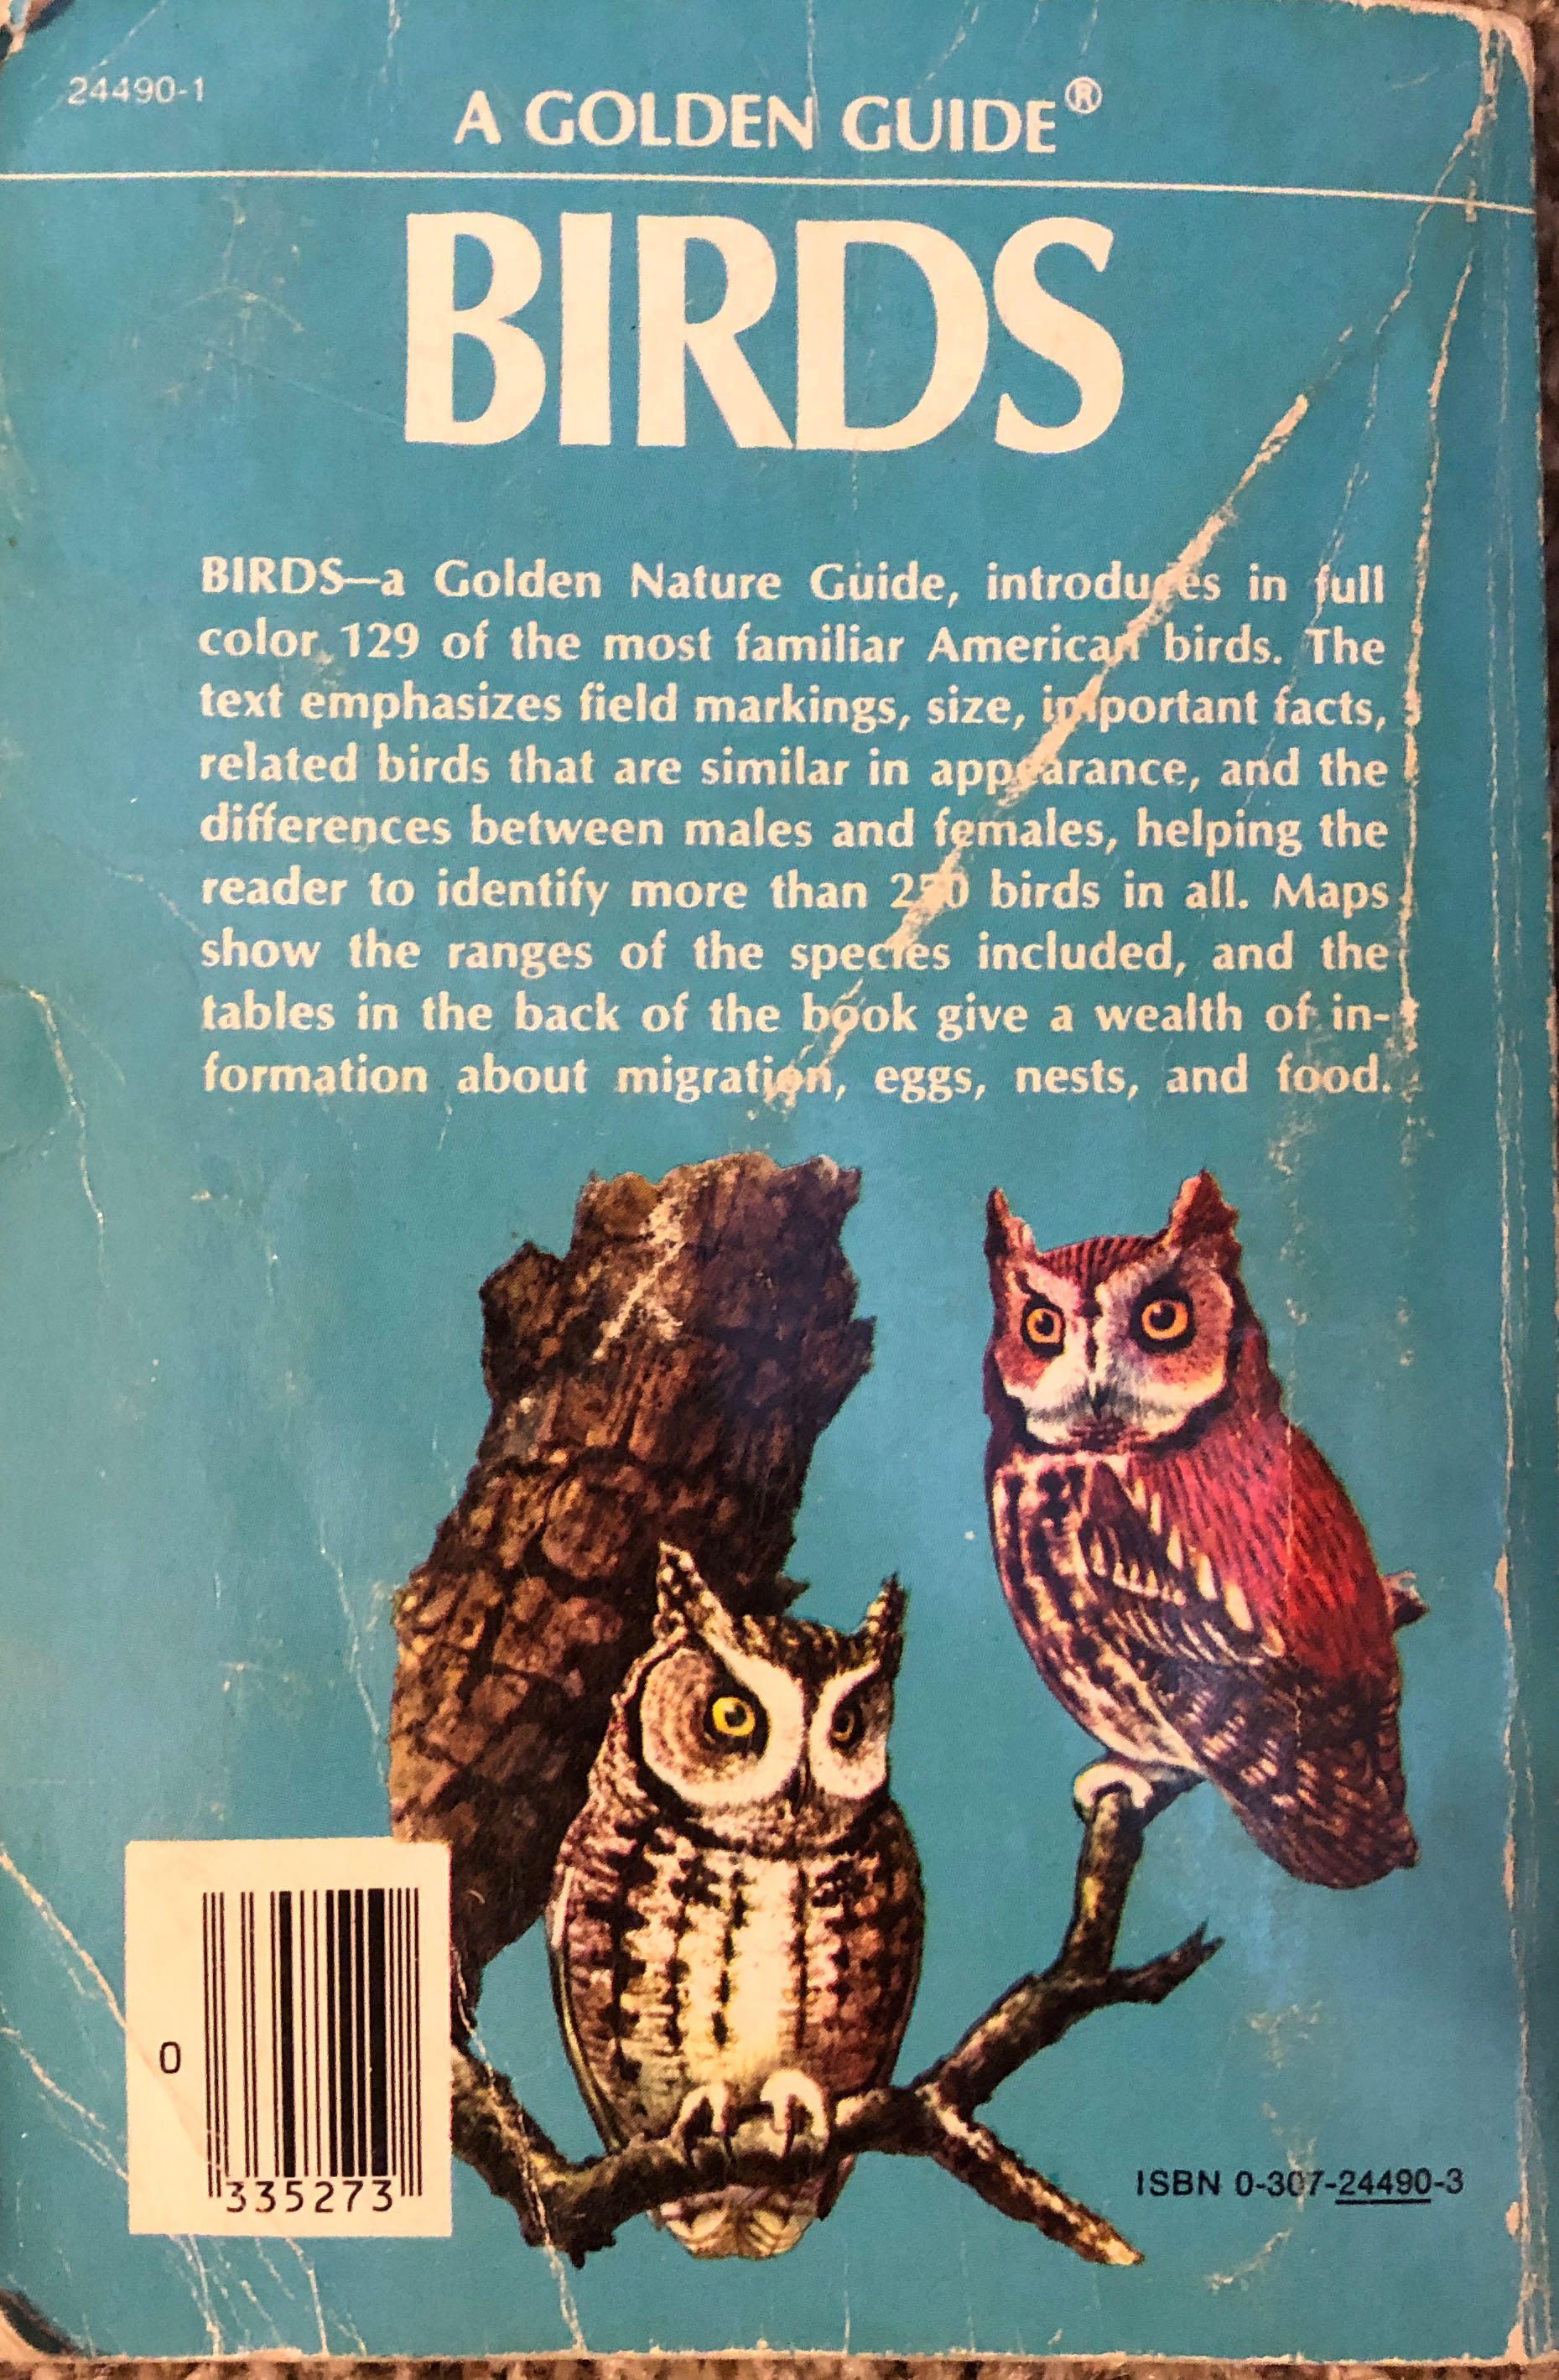 24490-1
A GOLDEN GUIDE®
BIRDS
BIRDS—a Golden Nature Guide, introduces in full
color 129 of the most familiar American birds. The
text emphasizes field markings, size, important facts,
related birds that are similar in appearance, and the
differences between males and females, helping the
reader to identify more than 250 birds in all. Maps
show the ranges of the species included, and the
tables in the back of the book give a wealth of in-
formation about migration, eggs, nests, and food.
0
335273
ISBN 0-307-24490-3